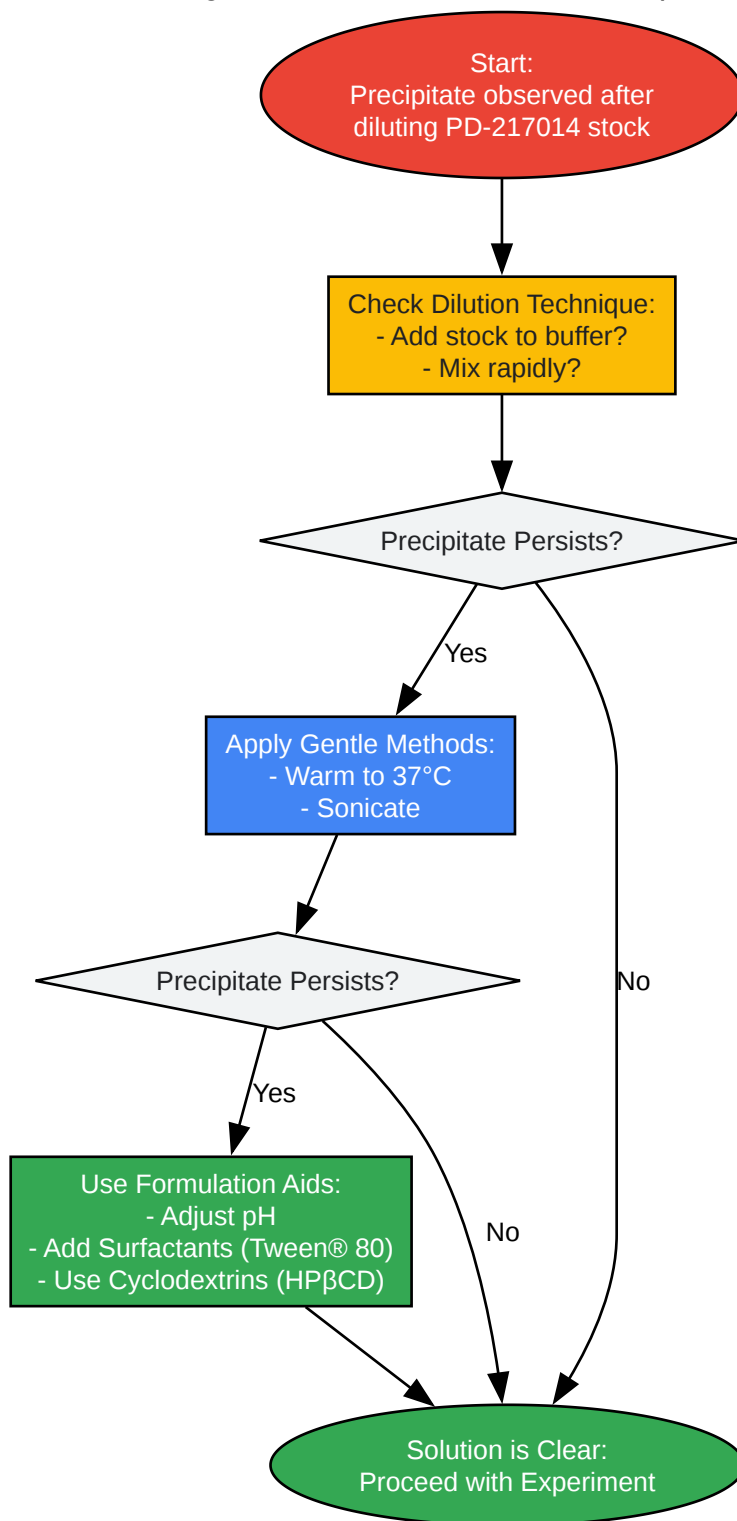 Start:
Precipitate observed after
diluting PD-217014 stock
Check Dilution Technique:
- Add stock to buffer?
- Mix rapidly?
Precipitate Persists?
Yes
Apply Gentle Methods:
- Warm to 37°C
- Sonicate
Precipitate Persists?
No
Yes
Use Formulation Aids:
- Adjust pH
- Add Surfactants (Tween® 80)
- Use Cyclodextrins (HPβCD)
No
Solution is Clear:
Proceed with Experiment